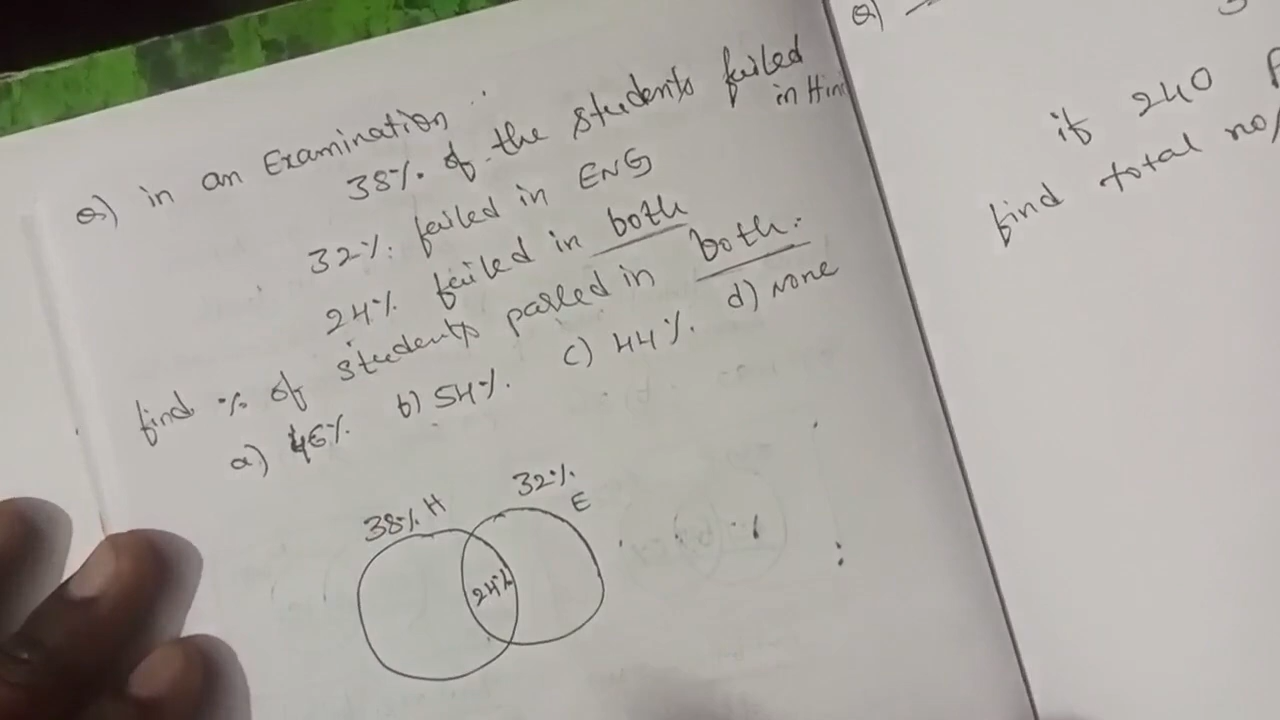 Q) in an Examination
38% of the students failed
in Hin
32% failed in ENG
24% failed in both
find % of students passed in both.
a) 46% b) 54% c) 44% d) None
38% H
32%
E
24%
Q)
if 240
find total no